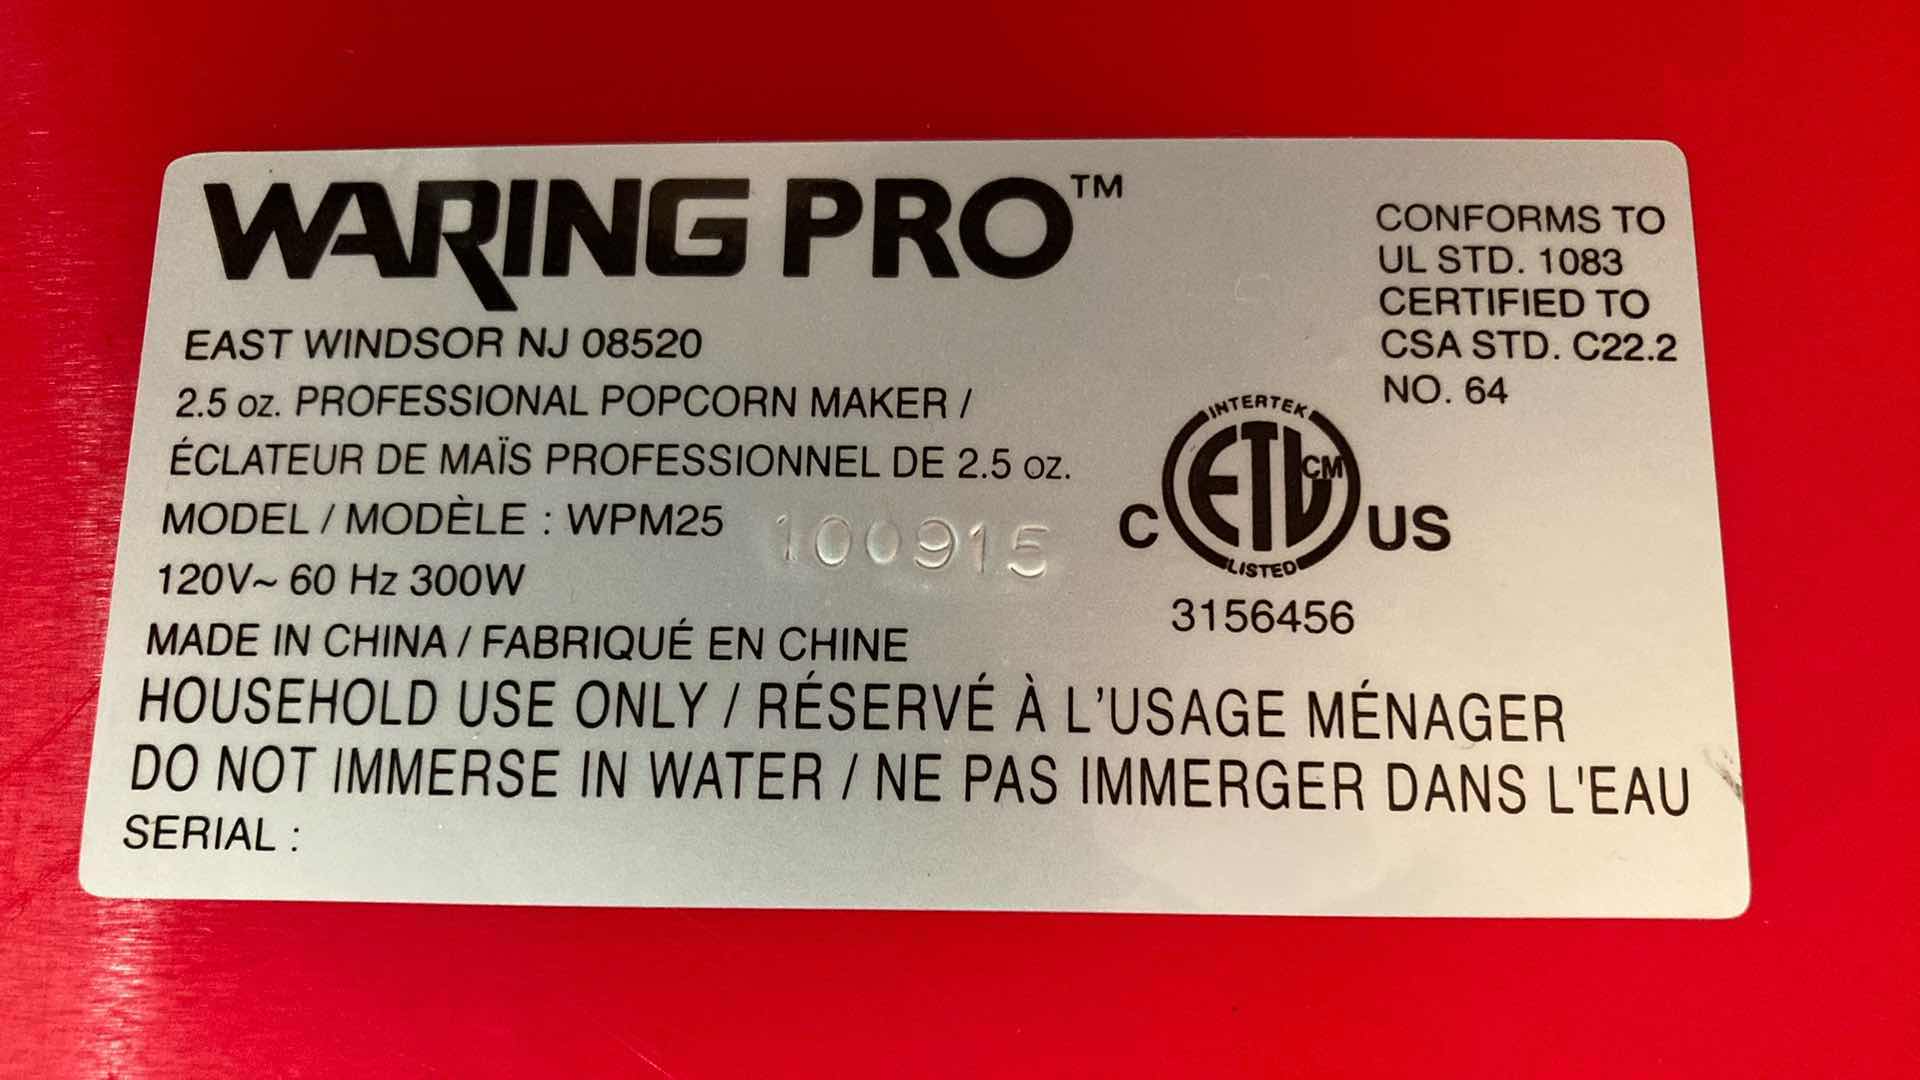 WARING PRO™
EAST WINDSOR NJ 08520
2.5 oz. PROFESSIONAL POPCORN MAKER /
ÉCLATEUR DE MAÏS PROFESSIONNEL DE 2.5 oz.
MODEL / MODÈLE : WPM25
100915
120V~ 60 Hz 300W
MADE IN CHINA / FABRIQUÉ EN CHINE
HOUSEHOLD USE ONLY / RÉSERVÉ À L'USAGE MÉNAGER
DO NOT IMMERSE IN WATER / NE PAS IMMERGER DANS L'EAU
SERIAL :
CONFORMS TO
UL STD. 1083
CERTIFIED TO
CSA STD. C22.2
NO. 64
INTERTEK
C ETL CM US
LISTED
3156456